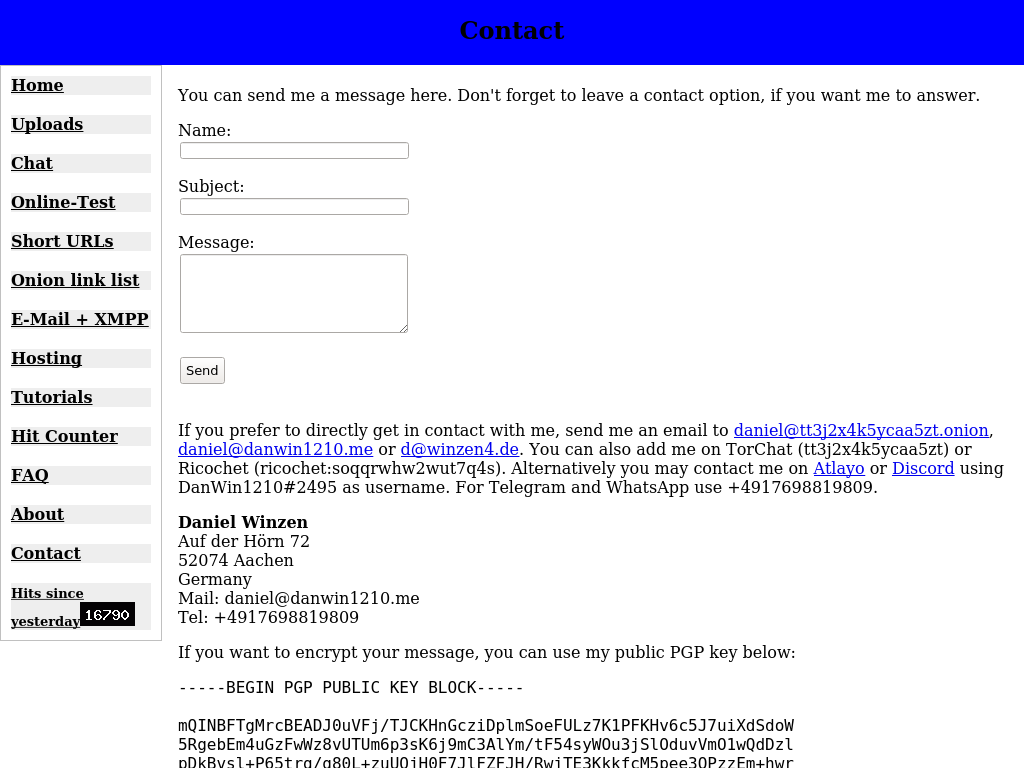 Contact
Home
Uploads
Chat
Online-Test
Short URLs
Onion link list
E-Mail + XMPP
Hosting
Tutorials
Hit Counter
FAQ
About
Contact
Hits since
yesterday 16790
You can send me a message here. Don't forget to leave a contact option, if you want me to answer.
Name:
Subject:
Message:
Send
If you prefer to directly get in contact with me, send me an email to daniel@tt3j2x4k5ycaa5zt.onion,
daniel@danwin1210.me or d@winzen4.de. You can also add me on TorChat (tt3j2x4k5ycaa5zt) or
Ricochet (ricochet:soqqrwhw2wut7q4s). Alternatively you may contact me on Atlayo or Discord using
DanWin1210#2495 as username. For Telegram and WhatsApp use +4917698819809.
Daniel Winzen
Auf der Hörn 72
52074 Aachen
Germany
Mail: daniel@danwin1210.me
Tel: +4917698819809
If you want to encrypt your message, you can use my public PGP key below:
-----BEGIN PGP PUBLIC KEY BLOCK-----
mQINBFTgMrcBEADJ0uVFj/TJCKHnGcziDplmSoeFULz7K1PFKHv6c5J7uiXdSdoW
5RgebEm4uGzFwWz8vUTUm6p3sK6j9mC3AlYm/tF54syWOu3jSlOduvVmO1wQdDzl